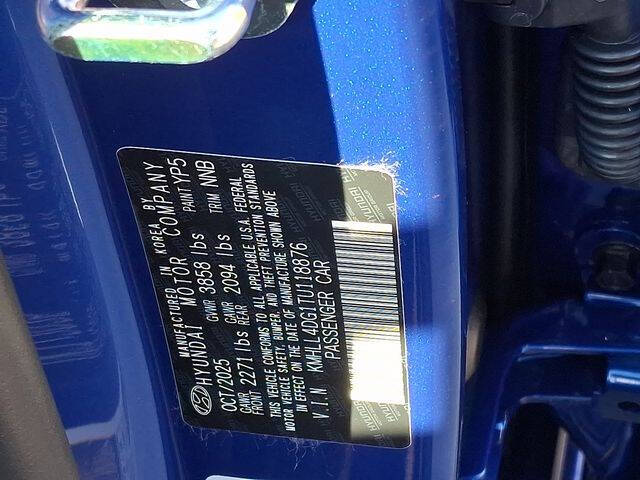 MANUFACTURED IN KOREA BY
HYUNDAI MOTOR COMPANY
OCT/2025 GVWR 3858 lbs PAINT YP5
GAWR FRONT 2271 lbs GAWR REAR 2094 lbs TRIM NNB
THIS VEHICLE CONFORMS TO ALL APPLICABLE U.S.A. FEDERAL
MOTOR VEHICLE SAFETY, BUMPER, AND THEFT PREVENTION STANDARDS
IN EFFECT ON THE DATE OF MANUFACTURE SHOWN ABOVE
V.I.N KMHLL4DG1TU118876
PASSENGER CAR
HYUNDAI